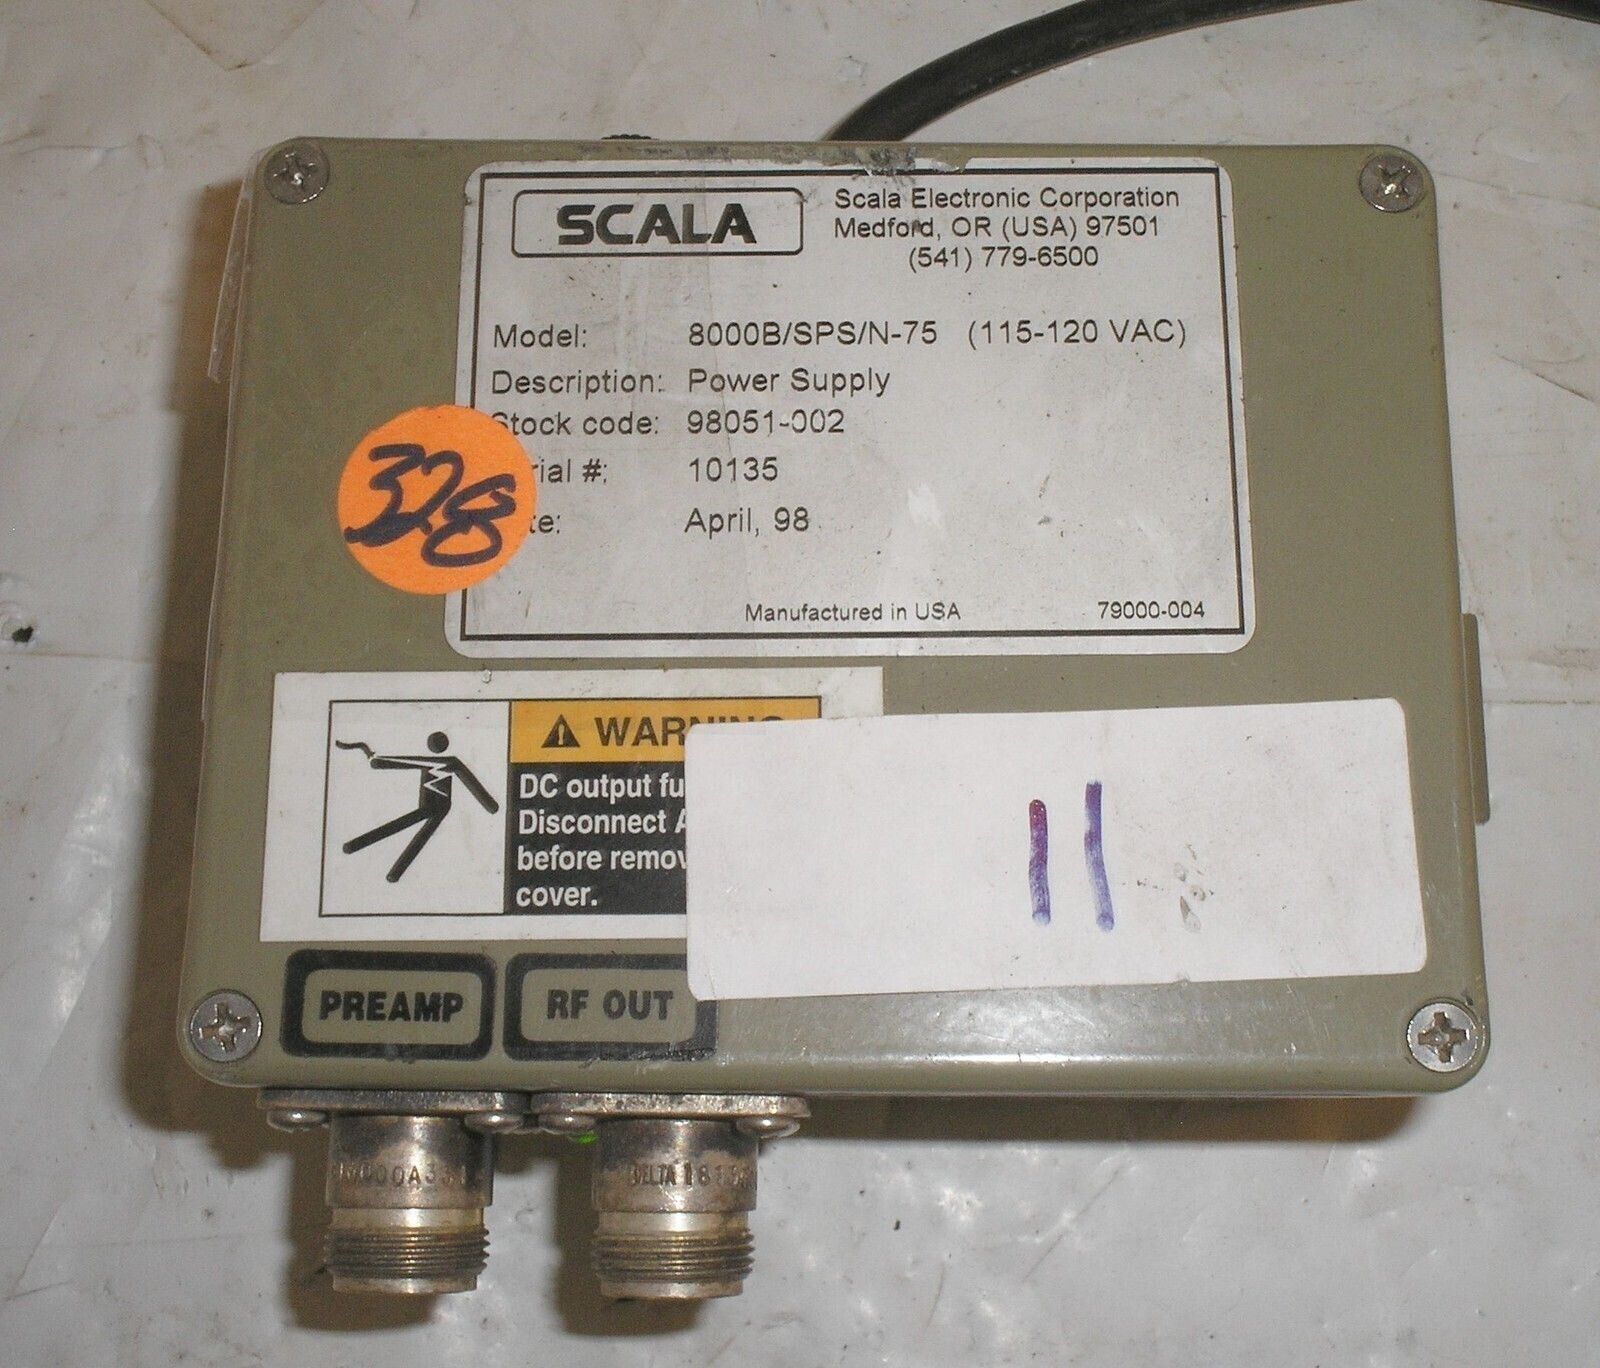 SCALA
Scala Electronic Corporation
Medford, OR (USA) 97501
(541) 779-6500
Model: 8000B/SPS/N-75 (115-120 VAC)
Description: Power Supply
Stock code: 98051-002
rial #: 10135
te: April, 98
328
Manufactured in USA 79000-004
WARNING
DC output fu
Disconnect A
before remov
cover.
11
PREAMP
RF OUT
DELTA